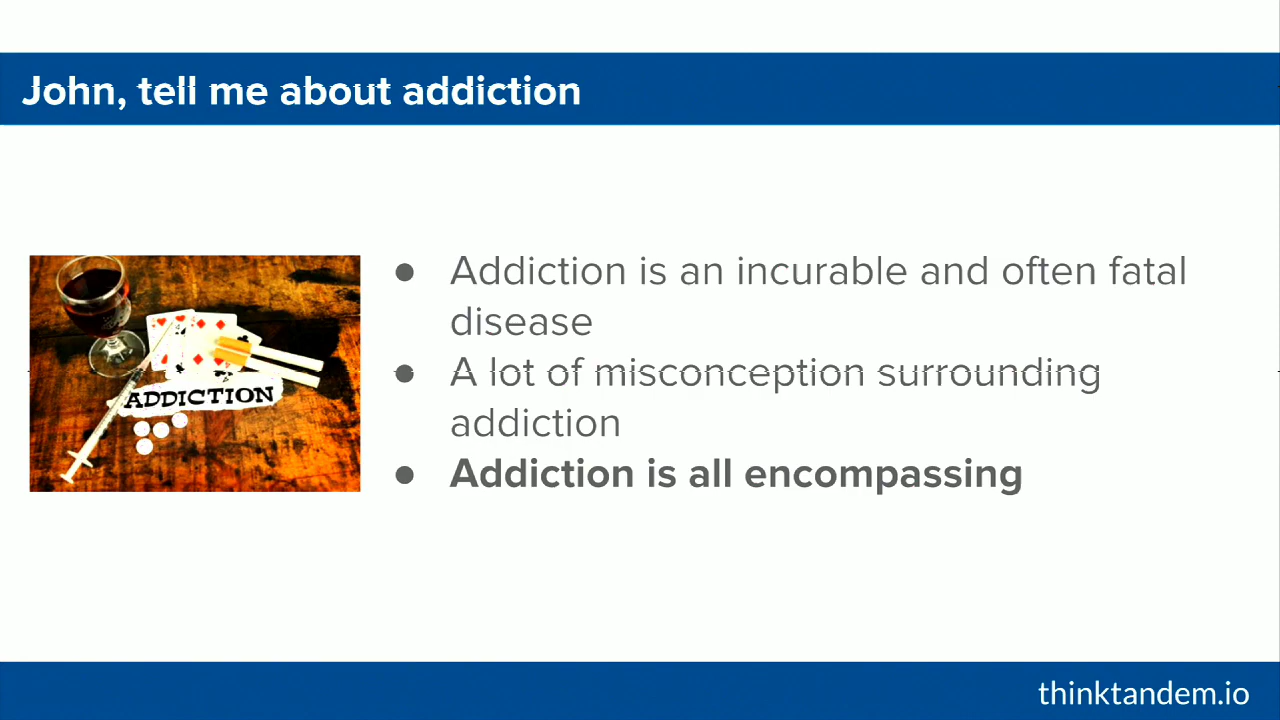 John, tell me about addiction
ADDICTION
● Addiction is an incurable and often fatal
disease
● A lot of misconception surrounding
addiction
● Addiction is all encompassing
thinktandem.io